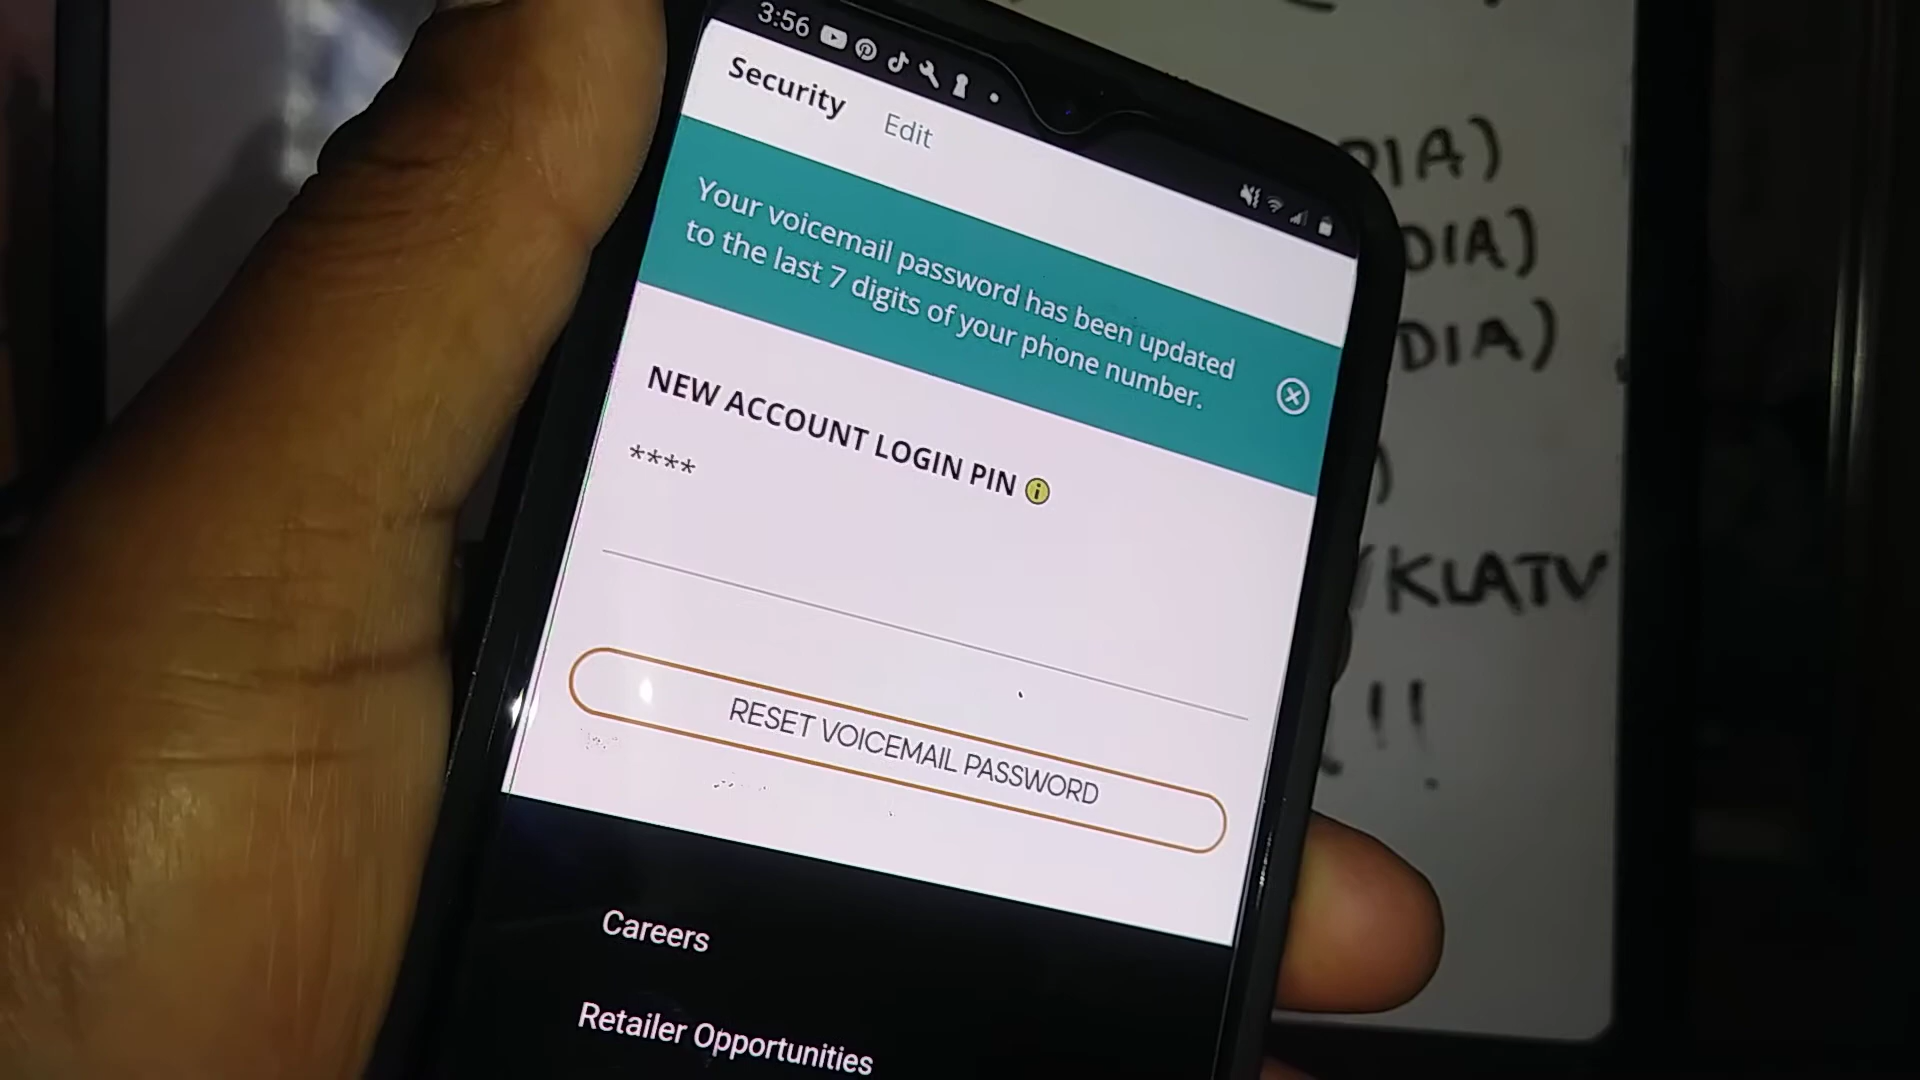 3:56
Security Edit
Your voicemail password has been updated
to the last 7 digits of your phone number.
NEW ACCOUNT LOGIN PIN
****
RESET VOICEMAIL PASSWORD
Careers
Retailer Opportunities
DIA)
DIA)
DIA)
)
/KLATV
!!